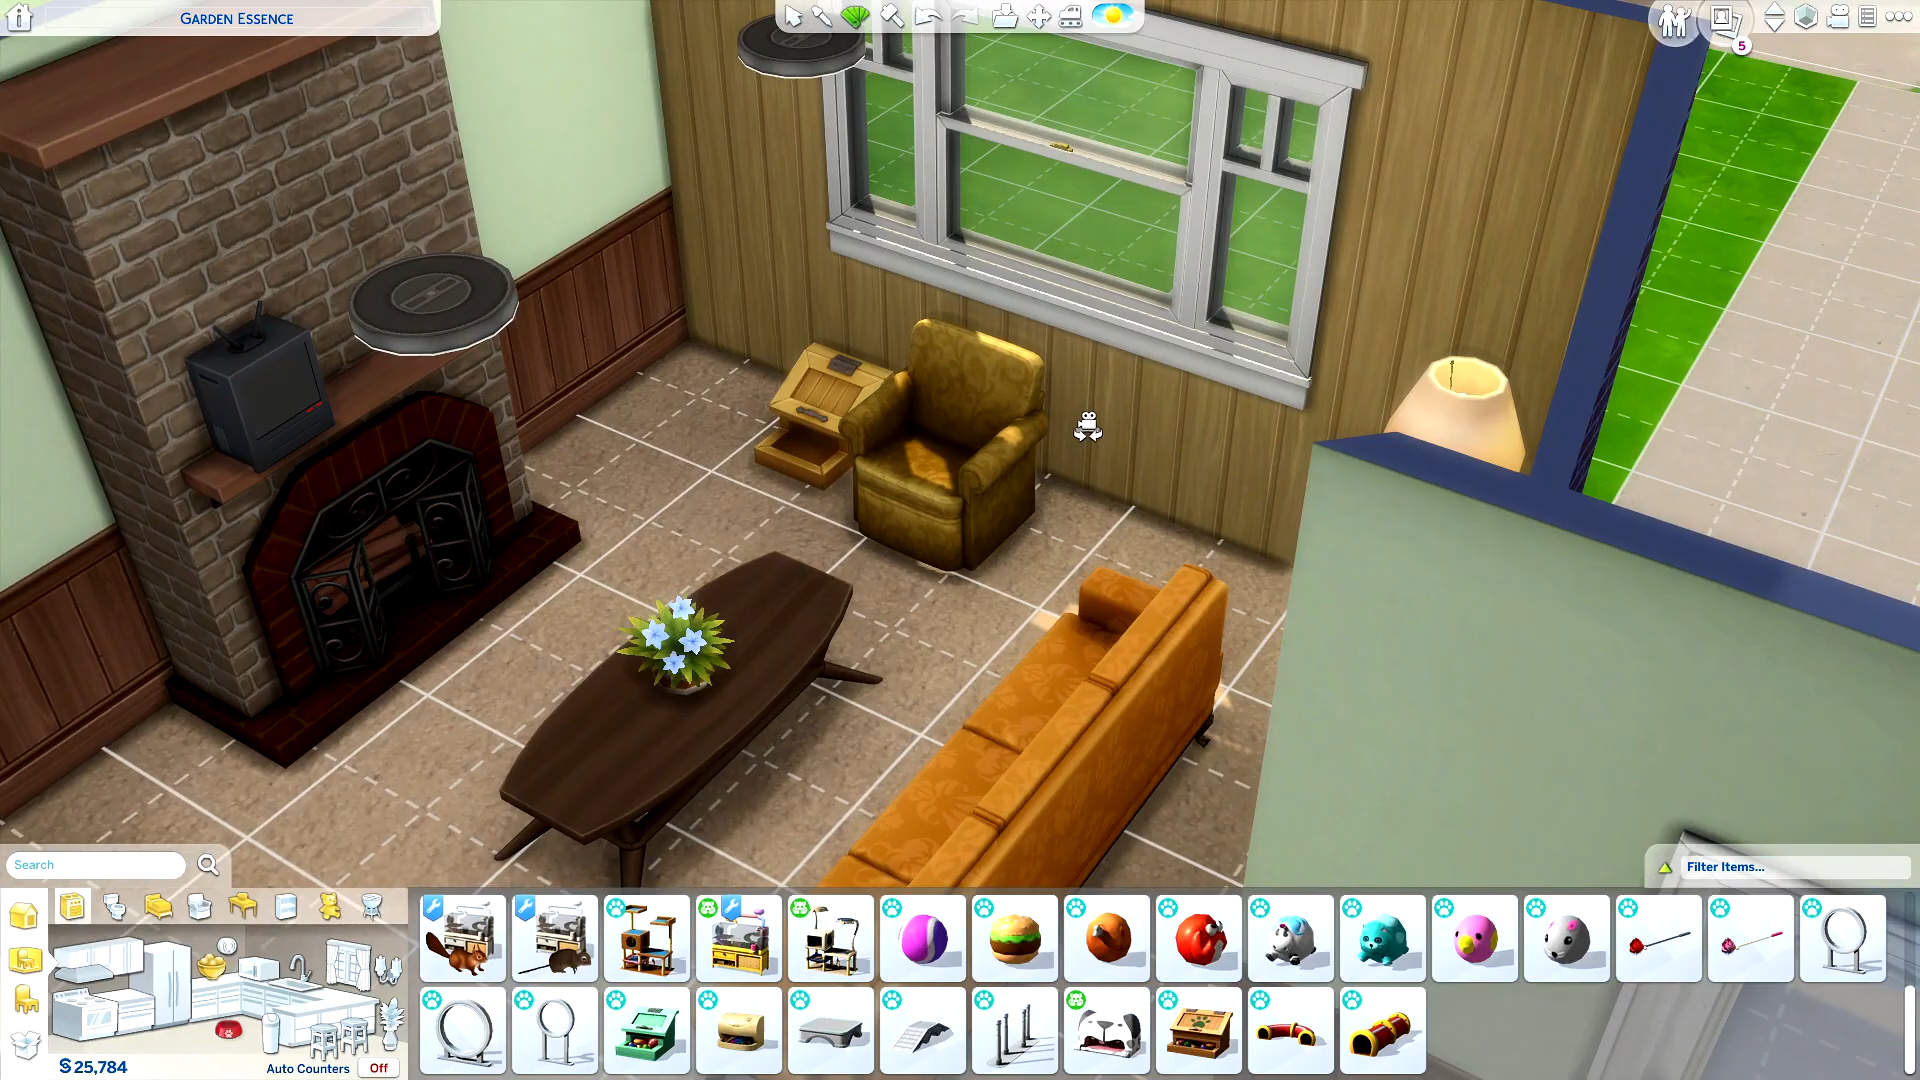 GARDEN ESSENCE
5
Search
Filter Items...
25,784
Auto Counters
Off